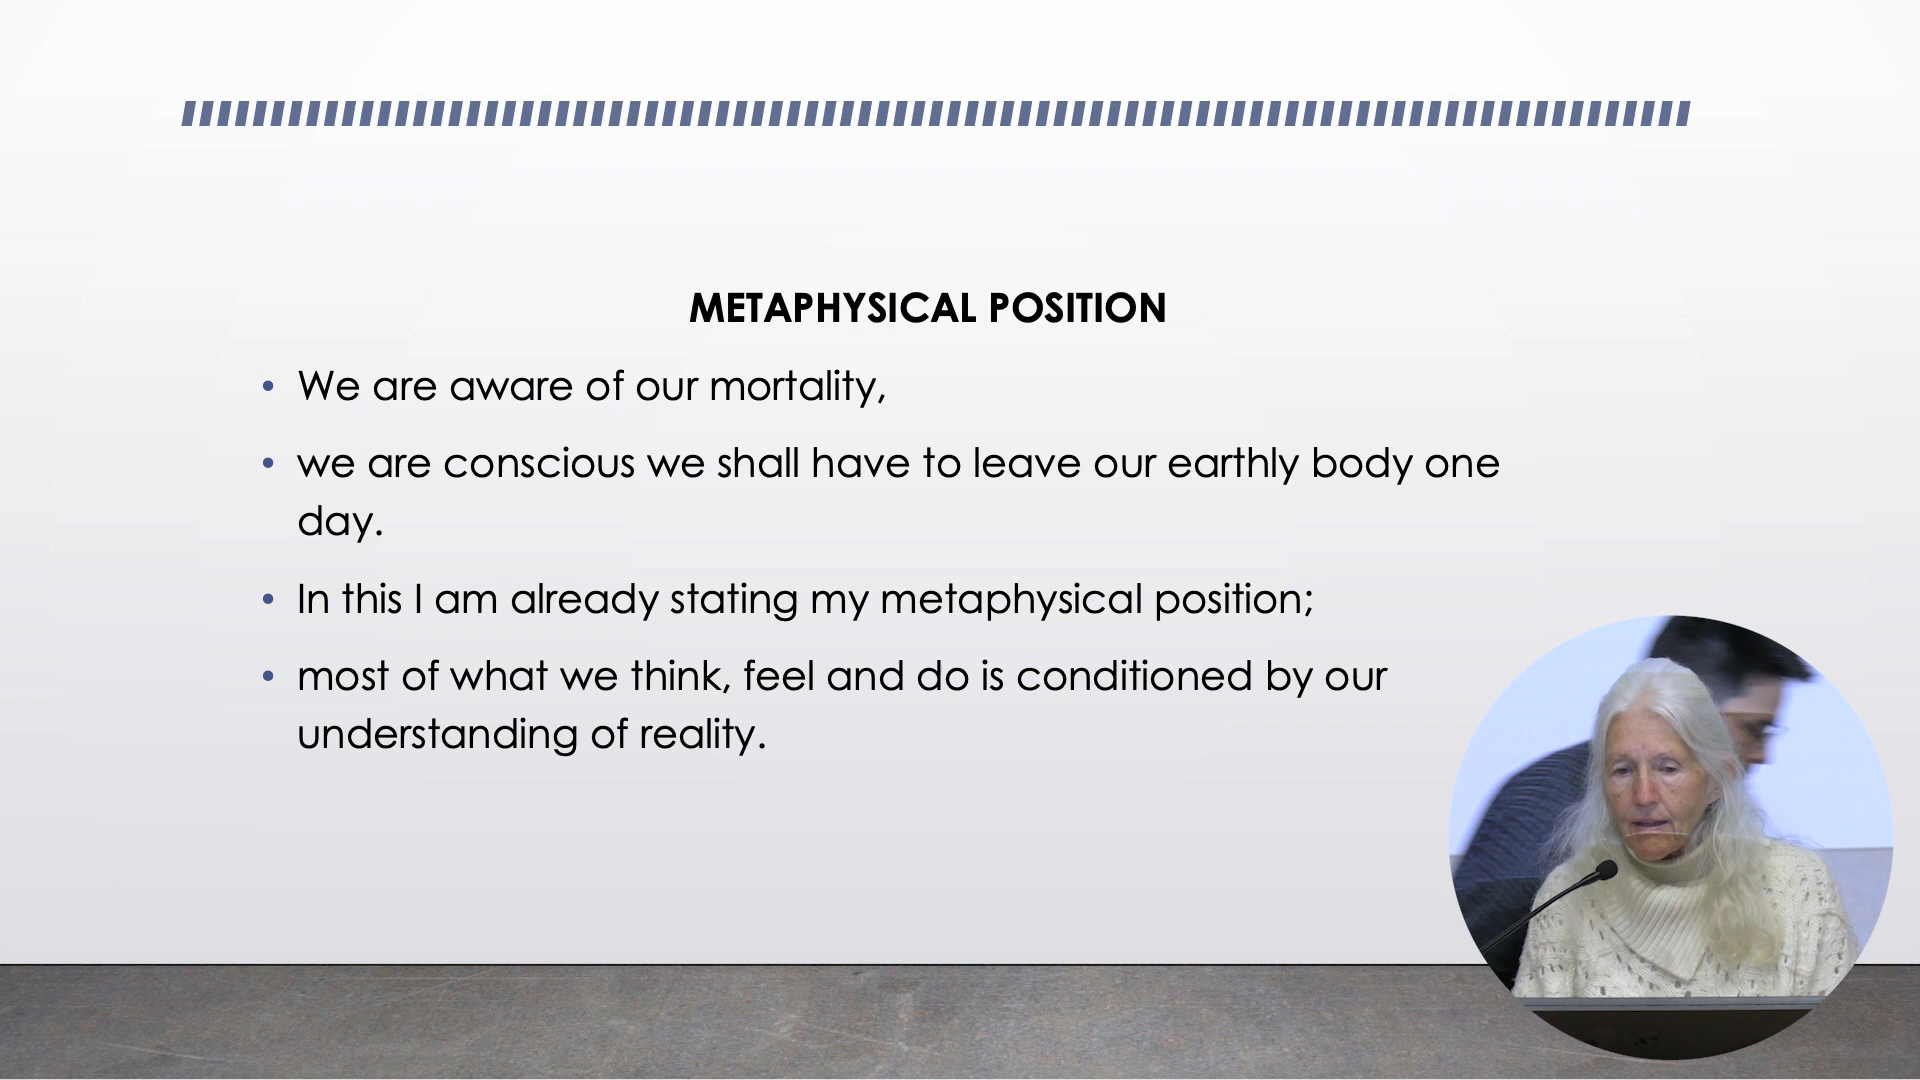 METAPHYSICAL POSITION
• We are aware of our mortality,
• we are conscious we shall have to leave our earthly body one
day.
• In this I am already stating my metaphysical position;
• most of what we think, feel and do is conditioned by our
understanding of reality.